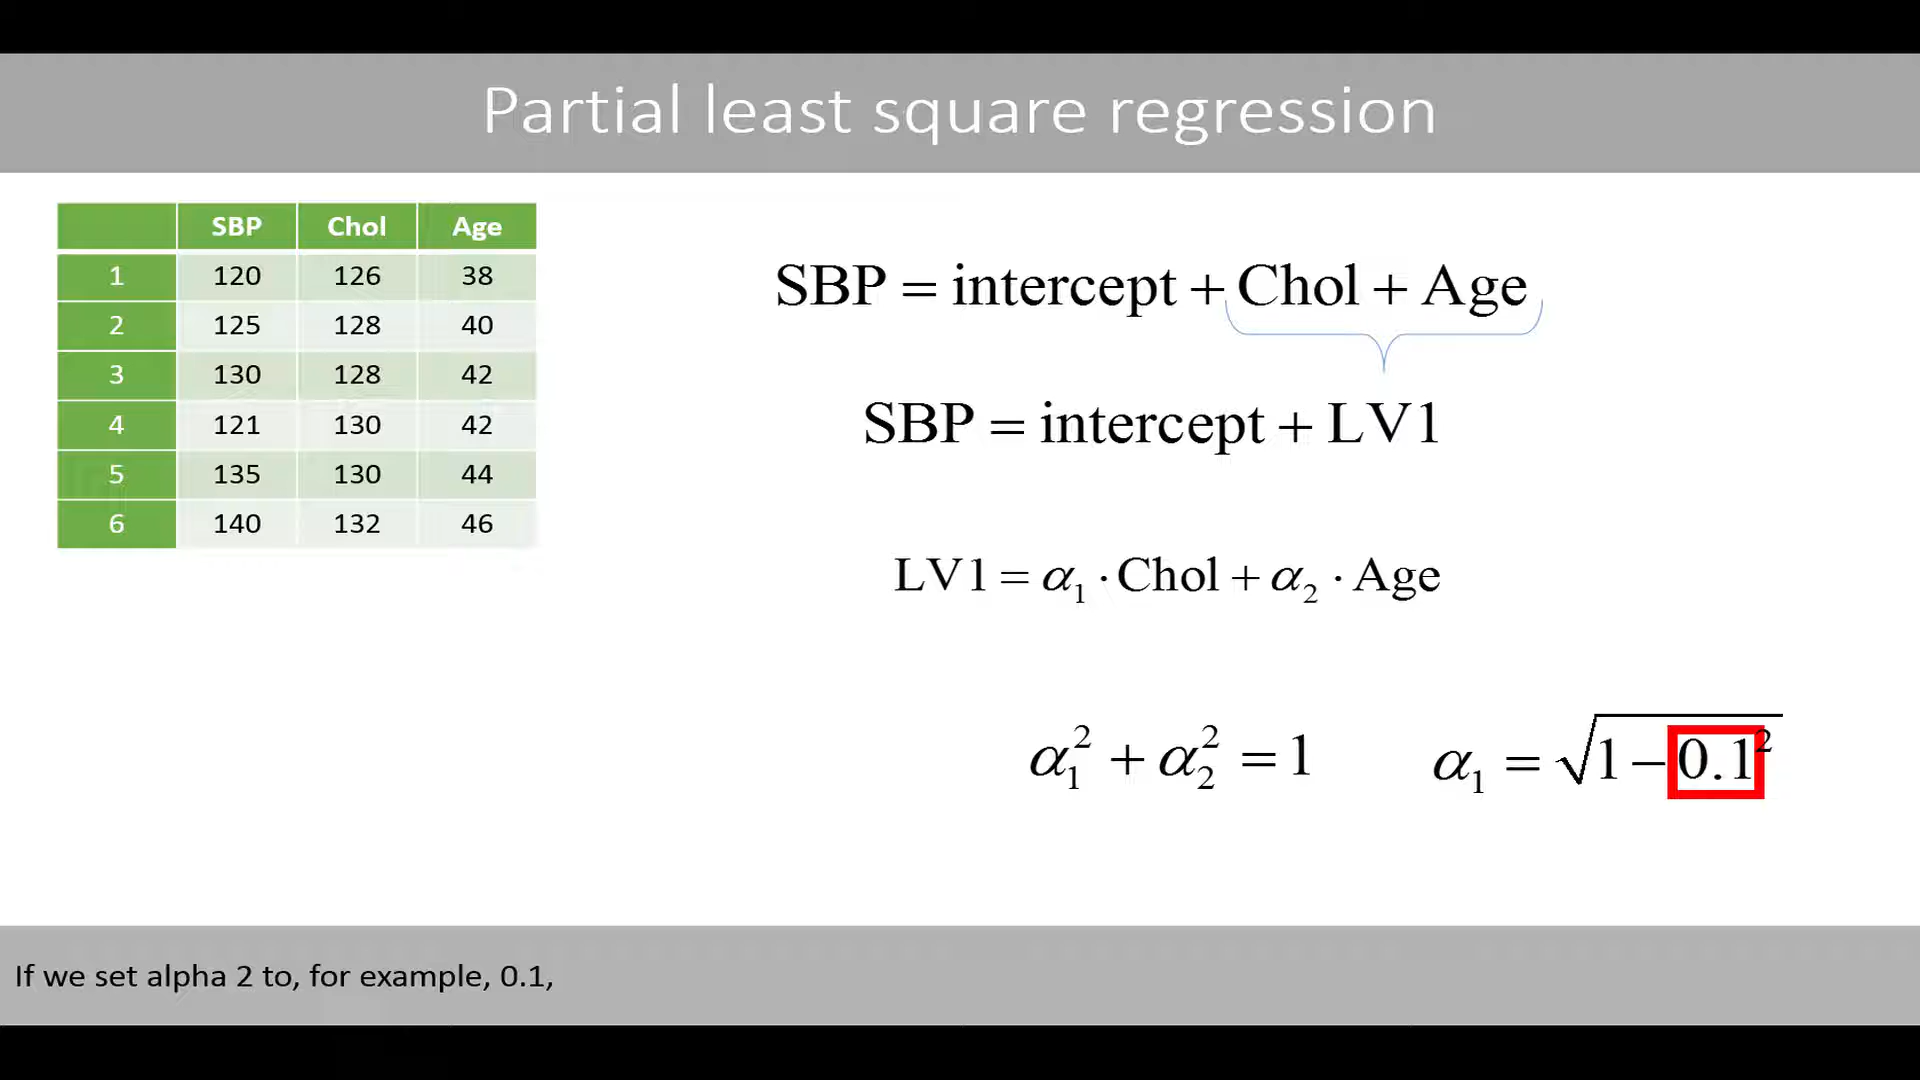 Partial least square regression
SBP Chol Age
1 120 126 38
2 125 128 40
3 130 128 42
4 121 130 42
5 135 130 44
6 140 132 46
SBP = intercept + Chol + Age
SBP = intercept + LV1
LV1 = α₁ · Chol + α₂ · Age
α₁² + α₂² = 1
α₁ = √1 − 0.1²
If we set alpha 2 to, for example, 0.1,